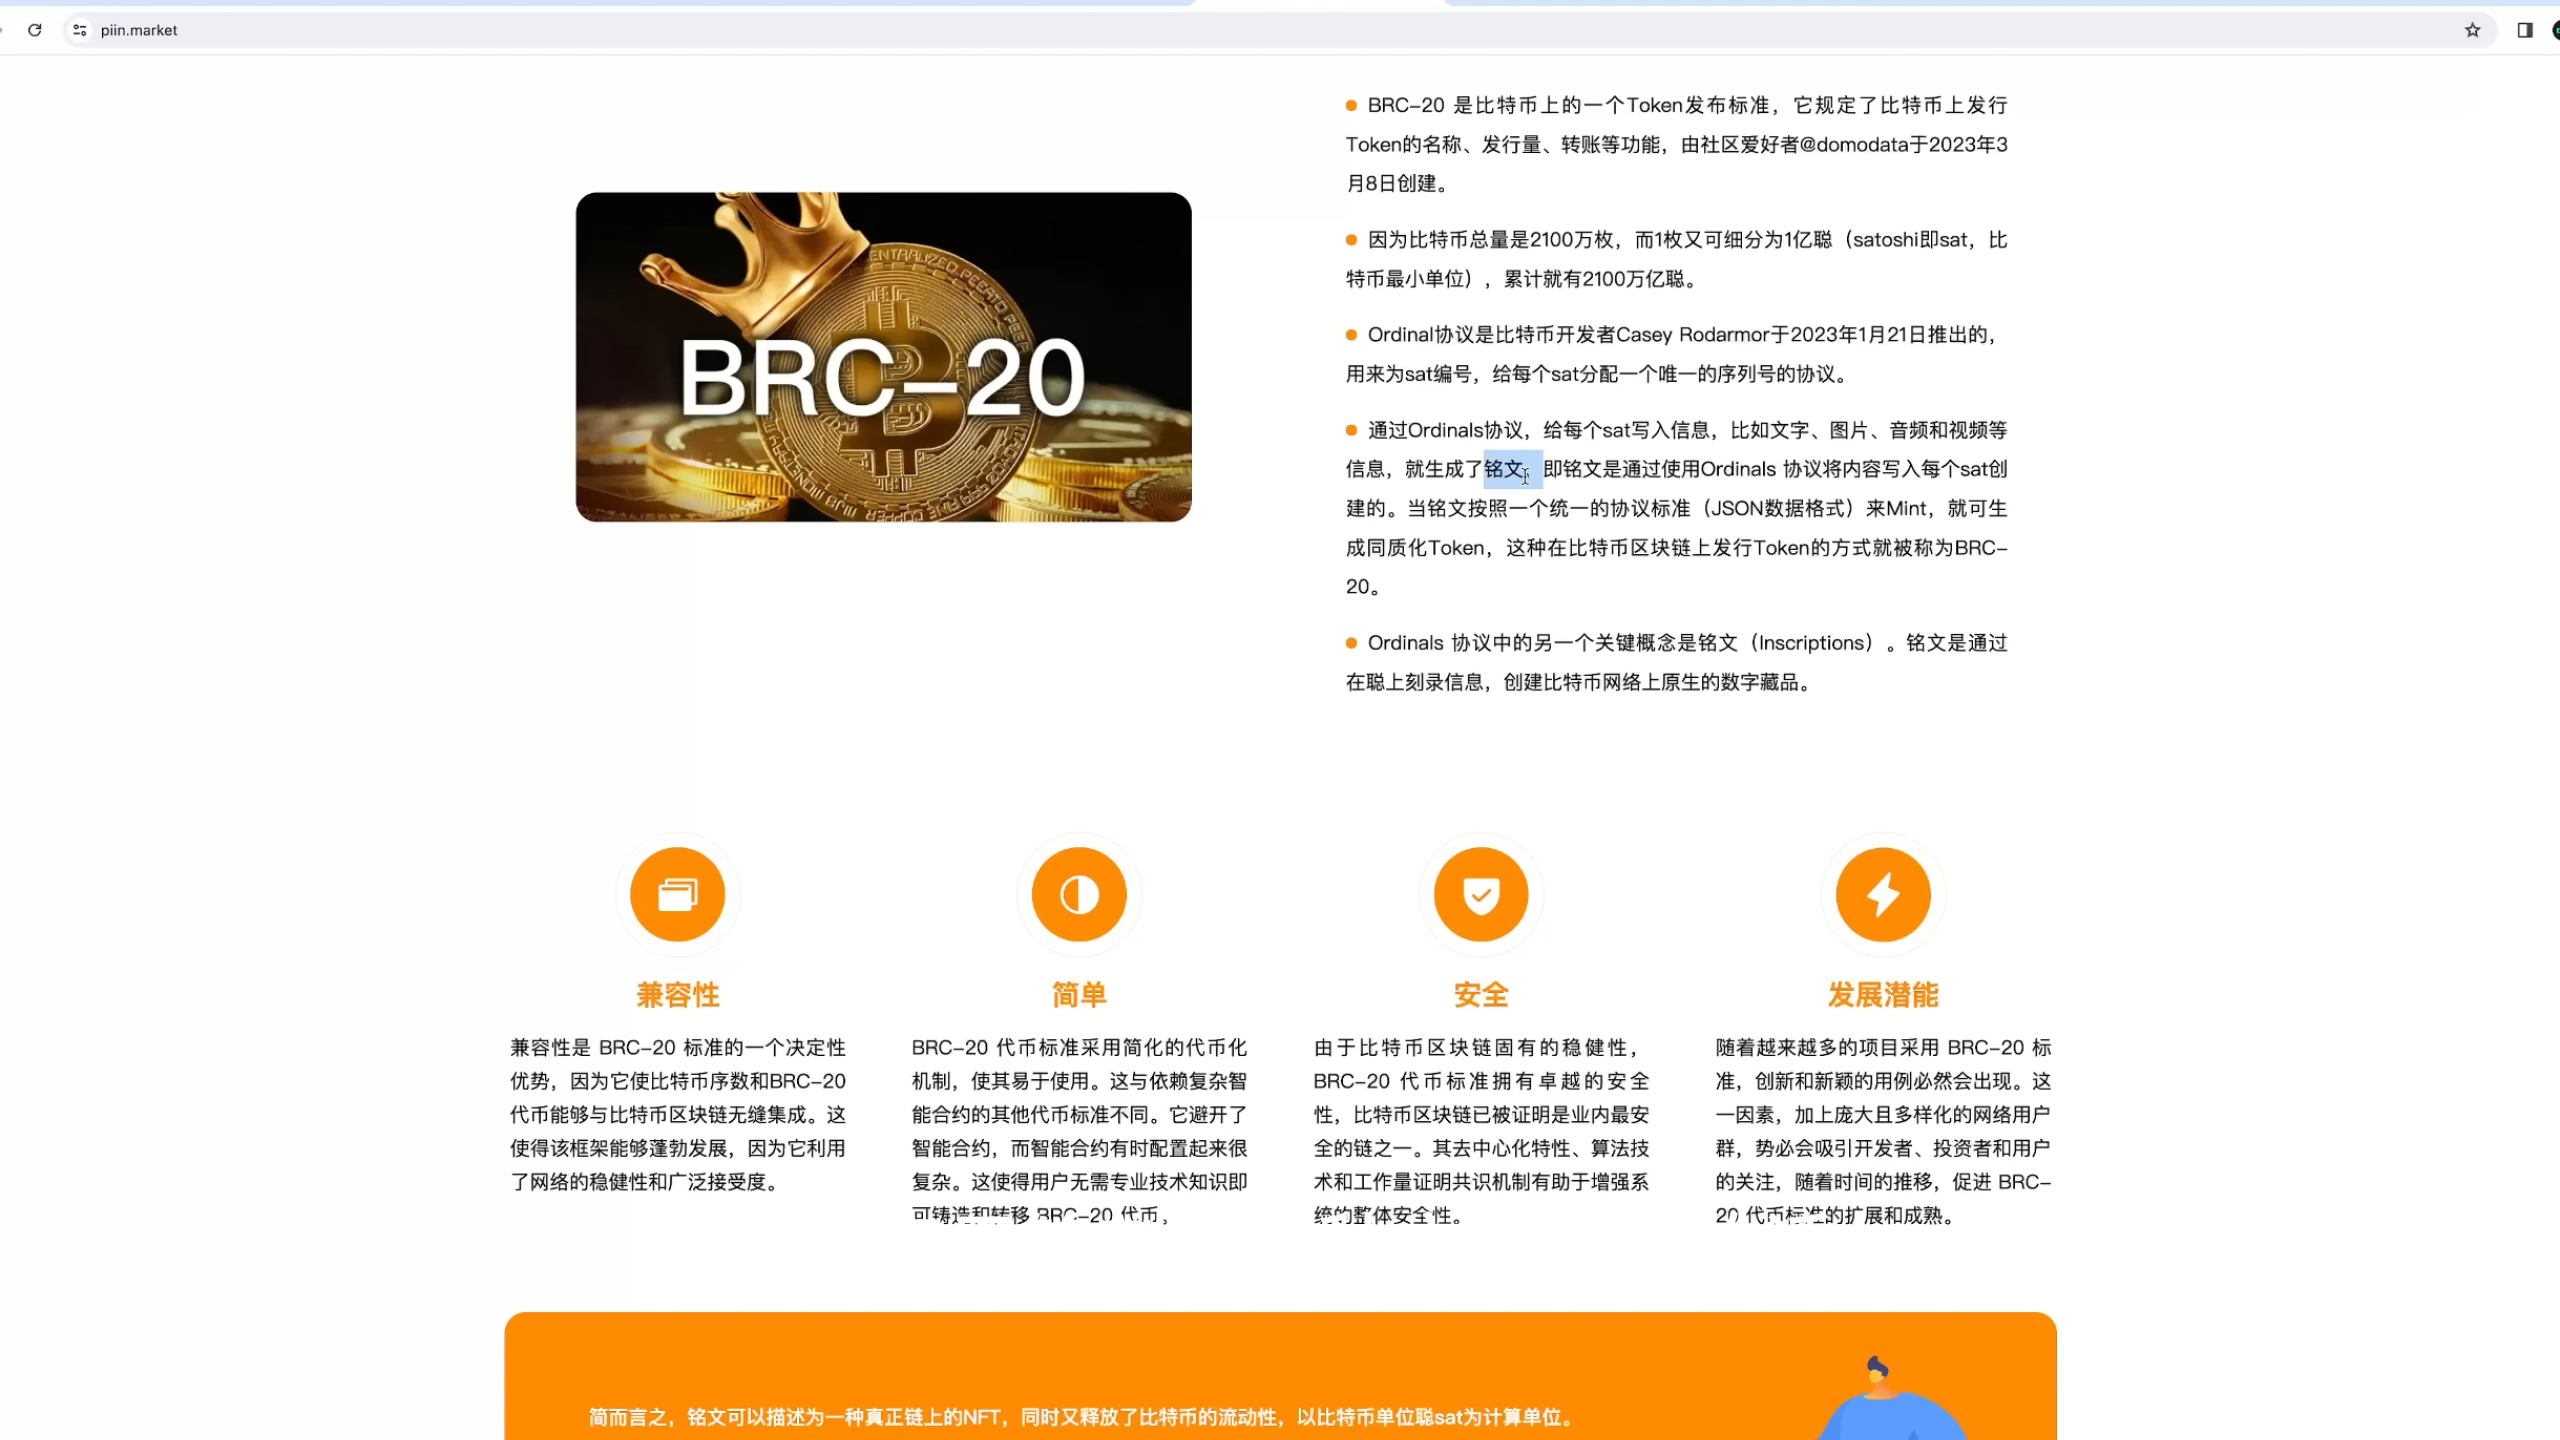 piin.market
BRC-20 是比特币上的一个Token发布标准，它规定了比特币上发行
Token的名称、发行量、转账等功能，由社区爱好者@domodata于2023年3
月8日创建。
因为比特币总量是2100万枚，而1枚又可细分为1亿聪（satoshi即sat，比
特币最小单位），累计就有2100万亿聪。
Ordinal协议是比特币开发者Casey Rodarmor于2023年1月21日推出的，
用来为sat编号，给每个sat分配一个唯一的序列号的协议。
通过Ordinals协议，给每个sat写入信息，比如文字、图片、音频和视频等
信息，就生成了铭文，即铭文是通过使用Ordinals 协议将内容写入每个sat创
建的。当铭文按照一个统一的协议标准（JSON数据格式）来Mint，就可生
成同质化Token，这种在比特币区块链上发行Token的方式就被称为BRC-
20。
Ordinals 协议中的另一个关键概念是铭文（Inscriptions）。铭文是通过
在聪上刻录信息，创建比特币网络上原生的数字藏品。
BRC-20
兼容性
兼容性是 BRC-20 标准的一个决定性
优势，因为它使比特币序数和BRC-20
代币能够与比特币区块链无缝集成。这
使得该框架能够蓬勃发展，因为它利用
了网络的稳健性和广泛接受度。
简单
BRC-20 代币标准采用简化的代币化
机制，使其易于使用。这与依赖复杂智
能合约的其他代币标准不同。它避开了
智能合约，而智能合约有时配置起来很
复杂。这使得用户无需专业技术知识即
可铸造和转移 BRC-20 代币。
安全
由于比特币区块链固有的稳健性，
BRC-20 代币标准拥有卓越的安全
性，比特币区块链已被证明是业内最安
全的链之一。其去中心化特性、算法技
术和工作量证明共识机制有助于增强系
统的整体安全性。
发展潜能
随着越来越多的项目采用 BRC-20 标
准，创新和新颖的用例必然会出现。这
一因素，加上庞大且多样化的网络用户
群，势必会吸引开发者、投资者和用户
的关注，随着时间的推移，促进 BRC-
20 代币标准的扩展和成熟。
简而言之，铭文可以描述为一种真正链上的NFT，同时又释放了比特币的流动性，以比特币单位聪sat为计算单位。